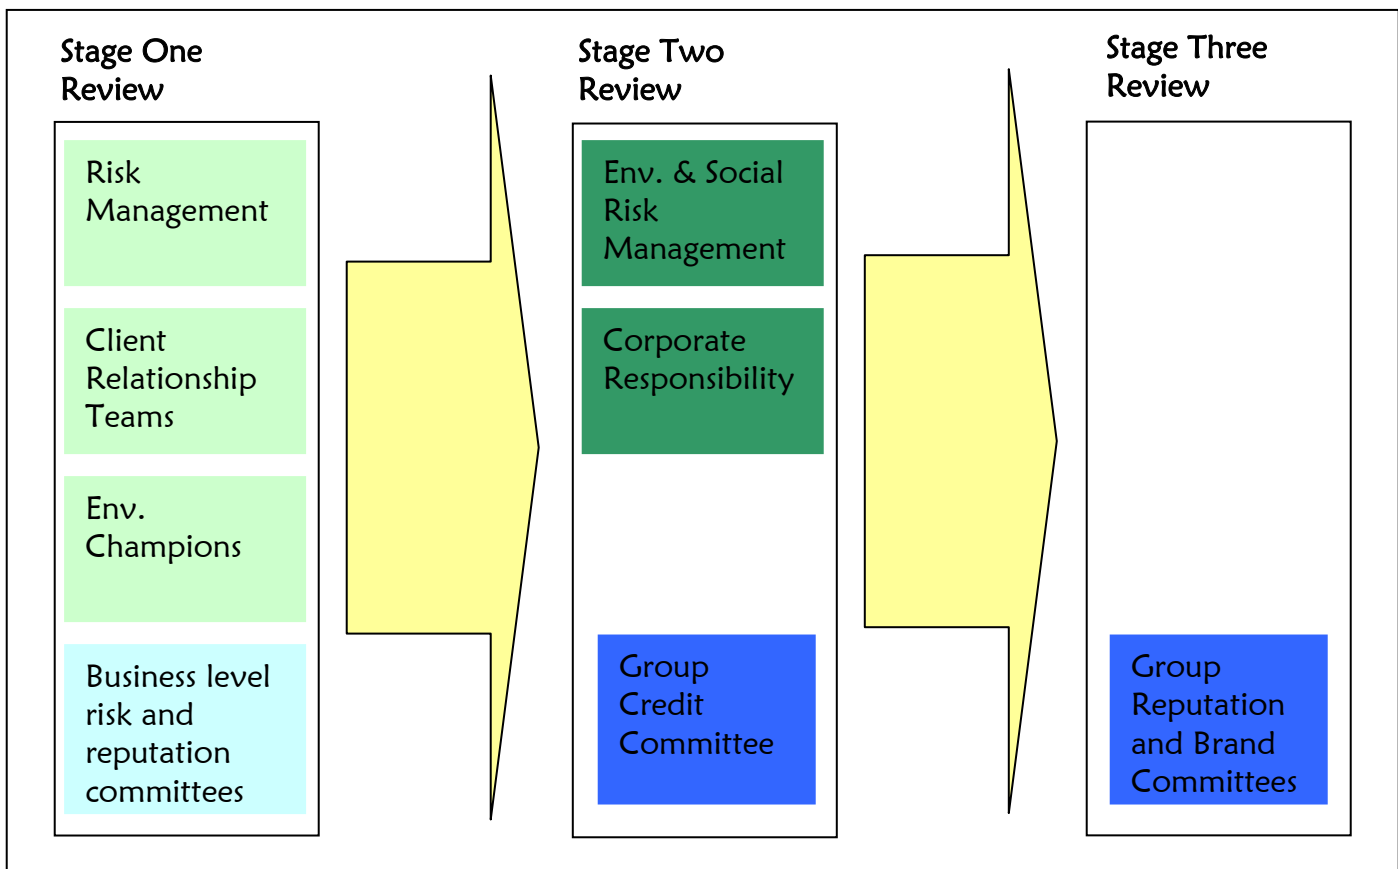 Stage One
Review
Risk
Management
Client
Relationship
Teams
Env.
Champions
Business level
risk and
reputation
committees
Stage Two
Review
Env. & Social
Risk
Management
Corporate
Responsibility
Group
Credit
Committee
Stage Three
Review
Group
Reputation
and Brand
Committees